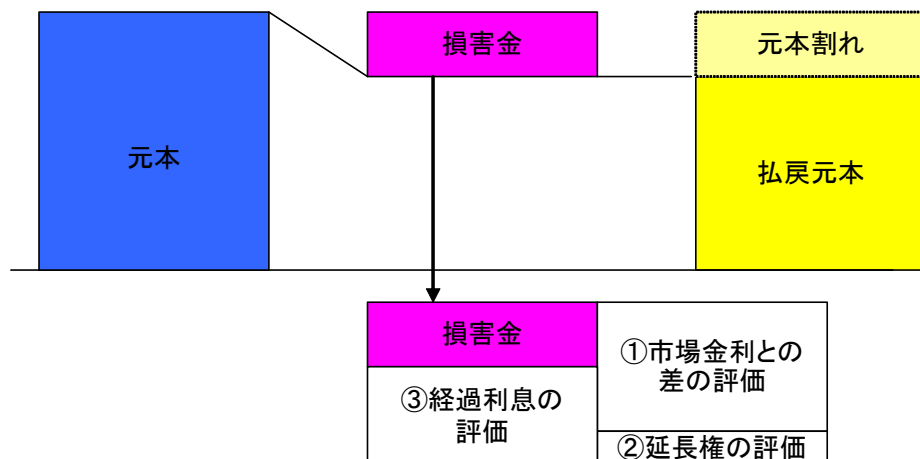 損害金
元本割れ
元本
払戻元本
損害金
①市場金利との
差の評価
③経過利息の
評価
②延長権の評価